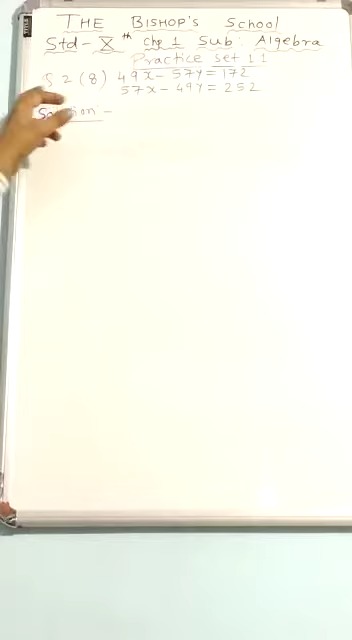 THE BISHOP'S School
Std - X th Chp 1 Sub: Algebra
Practice Set 1.1
2 (8) 49x - 57y = 172
57x - 49y = 252